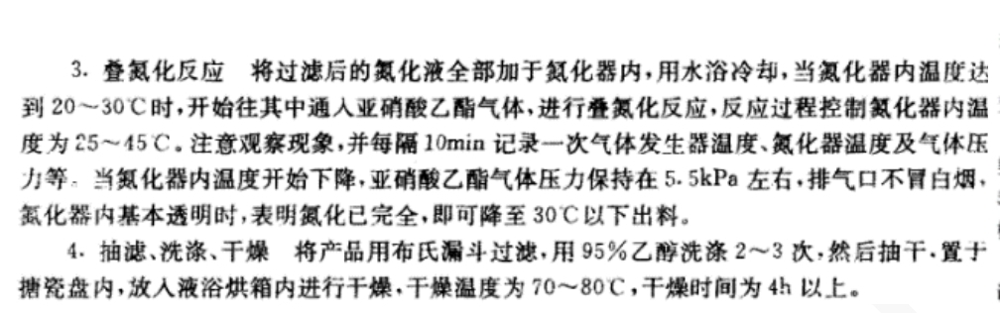 3. 叠氮化反应 将过滤后的氮化液全部加于氮化器内,用水浴冷却,当氮化器内温度达
到 20～30℃时,开始往其中通入亚硝酸乙酯气体,进行叠氮化反应,反应过程控制氮化器内温
度为 25～45℃。注意观察现象,并每隔 10min 记录一次气体发生器温度、氮化器温度及气体压
力等。当氮化器内温度开始下降,亚硝酸乙酯气体压力保持在 5.5kPa 左右,排气口不冒白烟,
氮化器内基本透明时,表明氮化已完全,即可降至 30℃以下出料。
4. 抽滤、洗涤、干燥 将产品用布氏漏斗过滤,用 95%乙醇洗涤 2～3 次,然后抽干,置于
搪瓷盘内,放入液浴烘箱内进行干燥,干燥温度为 70～80℃,干燥时间为 4h 以上。